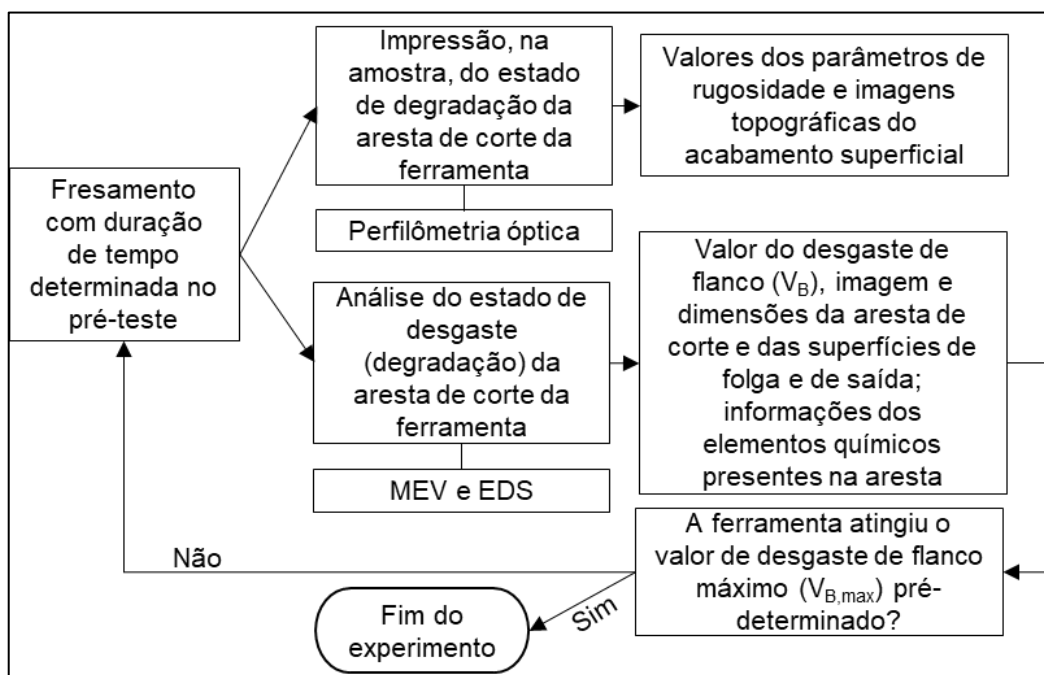 Fresamento
com duração
de tempo
determinada no
pré-teste
Impressão, na
amostra, do estado
de degradação da
aresta de corte da
ferramenta
Perfilômetria óptica
Valores dos parâmetros de
rugosidade e imagens
topográficas do
acabamento superficial
Análise do estado de
desgaste
(degradação) da
aresta de corte da
ferramenta
MEV e EDS
Valor do desgaste de
flanco (VB), imagem e
dimensões da aresta de
corte e das superfícies de
folga e de saída;
informações dos
elementos químicos
presentes na aresta
A ferramenta atingiu o
valor de desgaste de flanco
máximo (VB,max) pré-
determinado?
Não
Sim
Fim do
experimento